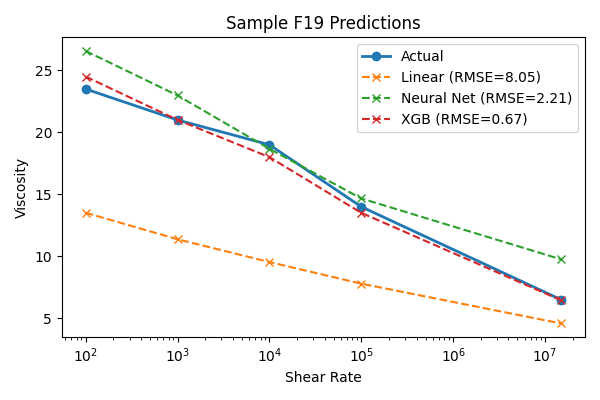 Sample F19 Predictions
Actual
Linear (RMSE=8.05)
Neural Net (RMSE=2.21)
XGB (RMSE=0.67)
Viscosity
25
20
15
10
5
10² 10³ 10⁴ 10⁵ 10⁶ 10⁷
Shear Rate